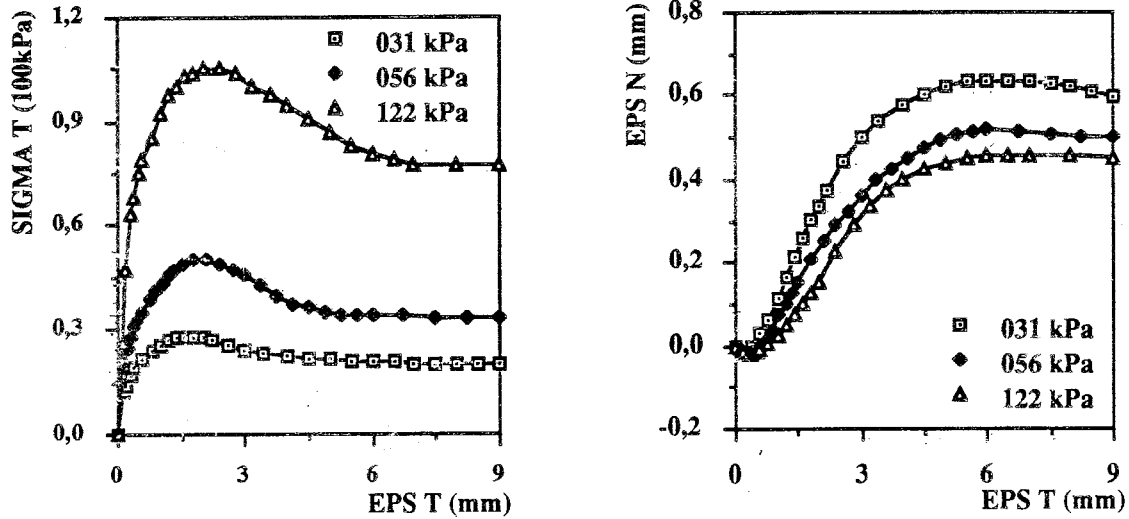 SIGMA T (100kPa)
1,2
0,9
0,6
0,3
0,0
031 kPa
056 kPa
122 kPa
0
3
6
9
EPS T (mm)
EPS N (mm)
0,8
0,6
0,4
0,2
0,0
-0,2
031 kPa
056 kPa
122 kPa
0
3
6
9
EPS T (mm)